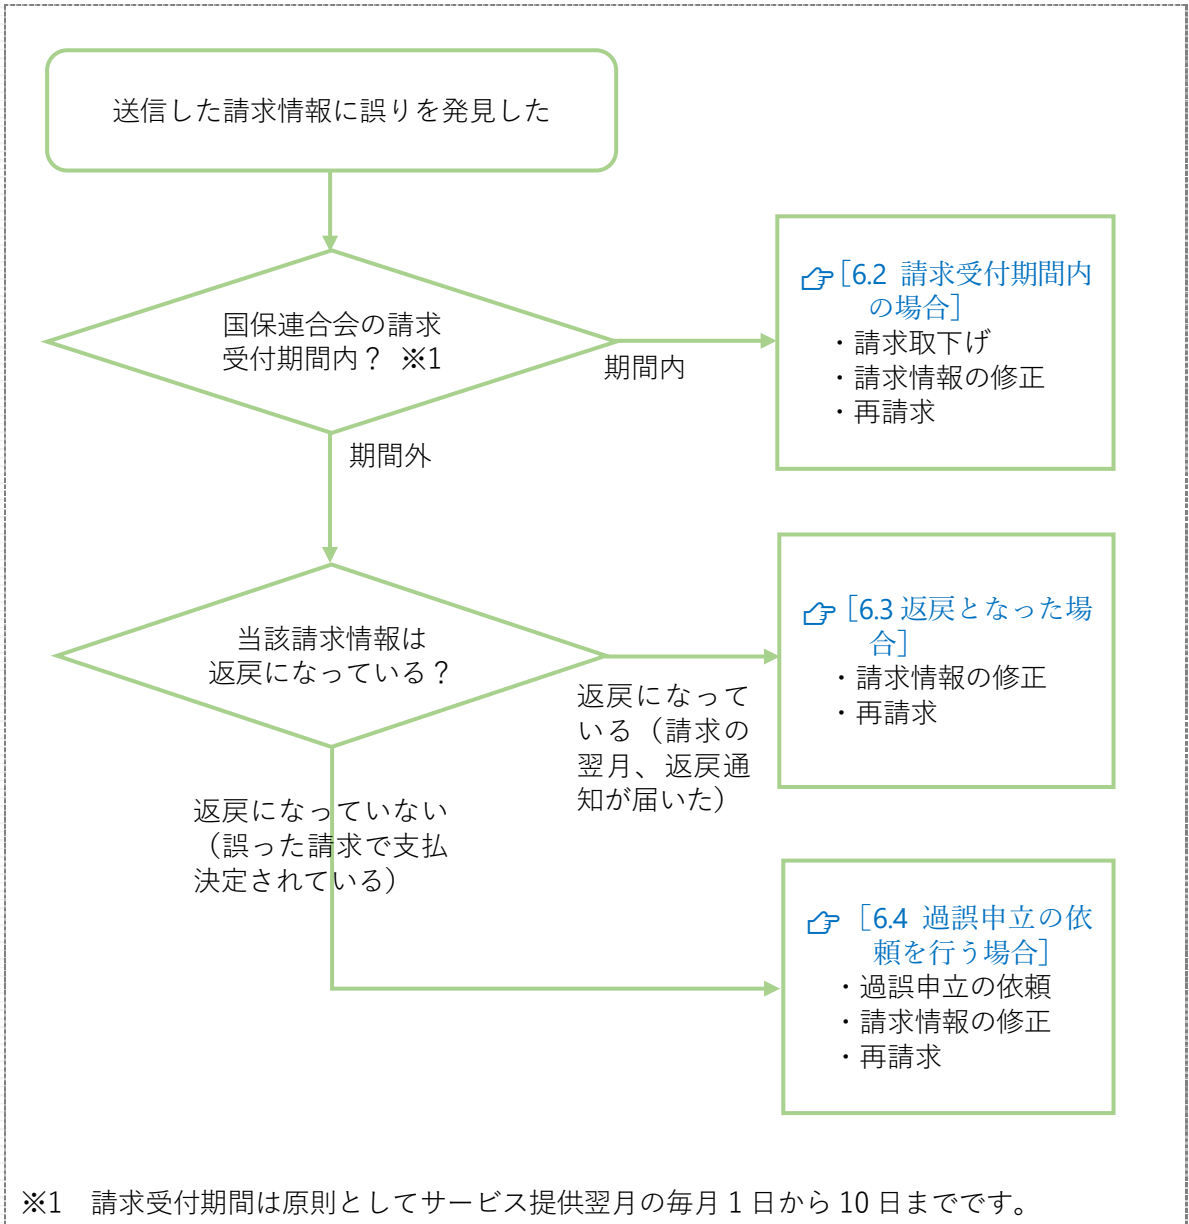 送信した請求情報に誤りを発見した
国保連合会の請求
受付期間内？ ※1
期間内
☞[6.2 請求受付期間内
の場合]
・請求取下げ
・請求情報の修正
・再請求
期間外
当該請求情報は
返戻になっている？
返戻になって
いる（請求の
翌月、返戻通
知が届いた）
☞[6.3 返戻となった場
合]
・請求情報の修正
・再請求
返戻になっていない
（誤った請求で支払
決定されている）
☞[6.4 過誤申立の依
頼を行う場合]
・過誤申立の依頼
・請求情報の修正
・再請求
※1 請求受付期間は原則としてサービス提供翌月の毎月 1 日から 10 日までです。